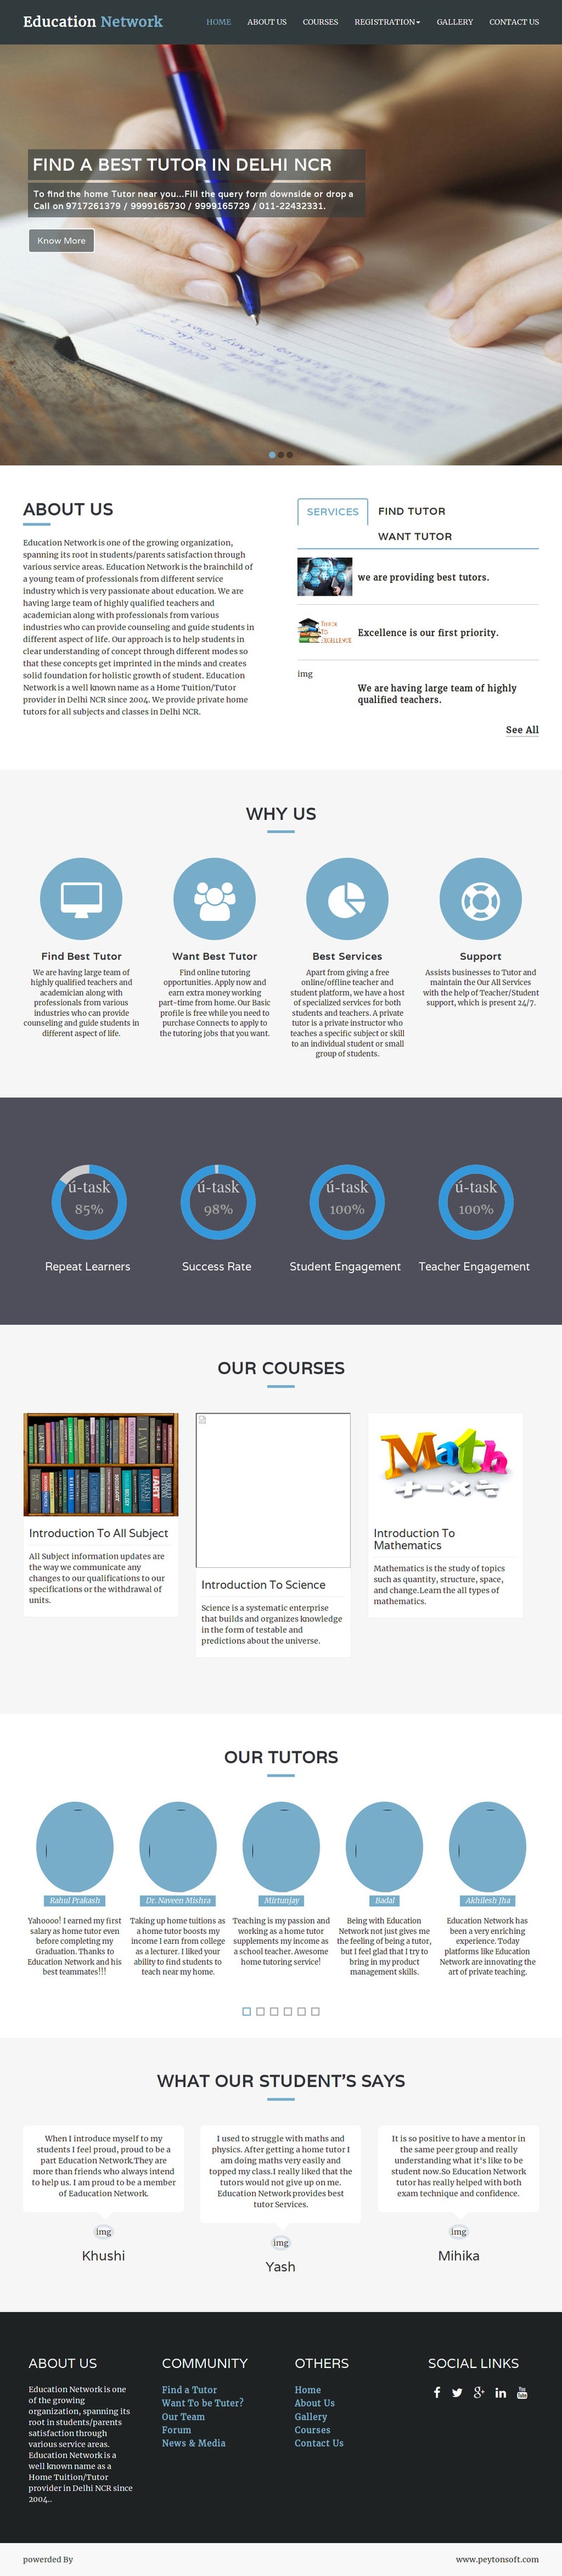 Education Network
HOME
ABOUT US
COURSES
REGISTRATION
GALLERY
CONTACT US
FIND A BEST TUTOR IN DELHI NCR
To find the home Tutor near you...Fill the query form downside or drop a
Call on 9717261379 / 9999165730 / 9999165729 / 011-22432331.
Know More
ABOUT US
Education Network is one of the growing organization,
spanning its root in students/parents satisfaction through
various service areas. Education Network is the brainchild of
a young team of professionals from different service
industry which is very passionate about education. We are
having large team of highly qualified teachers and
academician along with professionals from various
industries who can provide counseling and guide students in
different aspect of life. Our approach is to help students in
clear understanding of concept through different modes so
that these concepts get imprinted in the minds and creates
solid foundation for holistic growth of student. Education
Network is a well known name as a Home Tuition/Tutor
provider in Delhi NCR since 2004. We provide private home
tutors for all subjects and classes in Delhi NCR.
SERVICES
FIND TUTOR
WANT TUTOR
we are providing best tutors.
TUTOR
TO
EXCELLENCE
Excellence is our first priority.
img
We are having large team of highly
qualified teachers.
See All
WHY US
Find Best Tutor
We are having large team of
highly qualified teachers and
academician along with
professionals from various
industries who can provide
counseling and guide students in
different aspect of life.
Want Best Tutor
Find online tutoring
opportunities. Apply now and
earn extra money working
part-time from home. Our Basic
profile is free while you need to
purchase Connects to apply to
the tutoring jobs that you want.
Best Services
Apart from giving a free
online/offline teacher and
student platform, we have a host
of specialized services for both
students and teachers. A private
tutor is a private instructor who
teaches a specific subject or skill
to an individual student or small
group of students.
Support
Assists businesses to Tutor and
maintain the Our All Services
with the help of Teacher/Student
support, which is present 24/7.
ú-task
85%
Repeat Learners
ú-task
98%
Success Rate
ú-task
100%
Student Engagement
ú-task
100%
Teacher Engagement
OUR COURSES
Introduction To All Subject
All Subject information updates are
the way we communicate any
changes to our qualifications to our
specifications or the withdrawal of
units.
Introduction To Science
Science is a systematic enterprise
that builds and organizes knowledge
in the form of testable and
predictions about the universe.
Math
Introduction To
Mathematics
Mathematics is the study of topics
such as quantity, structure, space,
and change.Learn the all types of
mathematics.
OUR TUTORS
Rahul Prakash
Yahoooo! I earned my first
salary as home tutor even
before completing my
Graduation. Thanks to
Education Network and his
best teammates!!!
Dr. Naveen Mishra
Taking up home tuitions as
a home tutor boosts my
income I earn from college
as a lecturer. I liked your
ability to find students to
teach near my home.
Mirtunjay
Teaching is my passion and
working as a home tutor
supplements my income as
a school teacher. Awesome
home tutoring service!
Badal
Being with Education
Network not just gives me
the feeling of being a tutor,
but I feel glad that I try to
bring in my product
management skills.
Akhilesh Jha
Education Network has
been a very enriching
experience. Today
platforms like Education
Network are innovating the
art of private teaching.
WHAT OUR STUDENT'S SAYS
When I introduce myself to my
students I feel proud, proud to be a
part Education Network.They are
more than friends who always intend
to help us. I am proud to be a member
of Eaducation Network.
img
Khushi
I used to struggle with maths and
physics. After getting a home tutor I
am doing maths very easily and
topped my class.I really liked that the
tutors would not give up on me.
Education Network provides best
tutor Services.
img
Yash
It is so positive to have a mentor in
the same peer group and really
understanding what it's like to be
student now.So Education Network
tutor has really helped with both
exam technique and confidence.
img
Mihika
ABOUT US
Education Network is one
of the growing
organization, spanning its
root in students/parents
satisfaction through
various service areas.
Education Network is a
well known name as a
Home Tuition/Tutor
provider in Delhi NCR since
2004..
COMMUNITY
Find a Tutor
Want To be Tuter?
Our Team
Forum
News & Media
OTHERS
Home
About Us
Gallery
Courses
Contact Us
SOCIAL LINKS
powerded By
www.peytonsoft.com